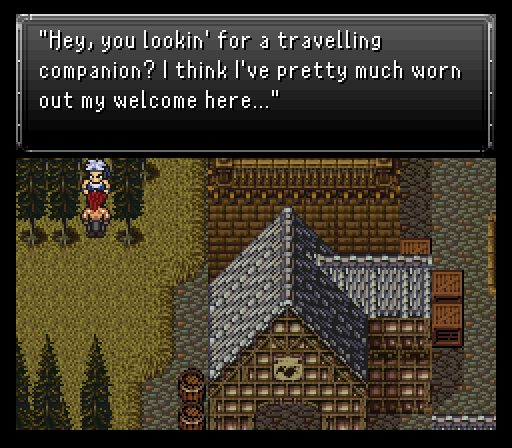 "Hey, you lookin' for a travelling
companion? I think I've pretty much worn
out my welcome here..."